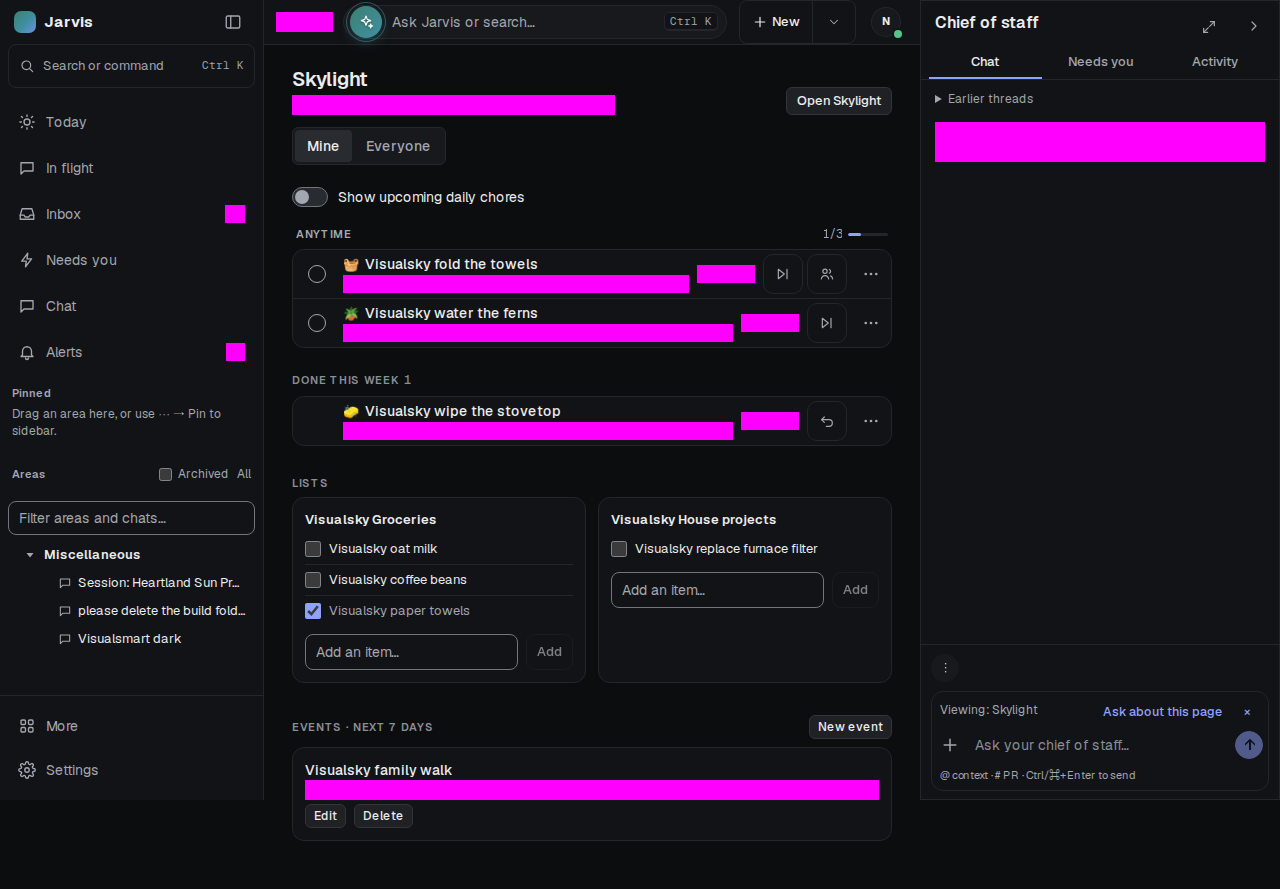 Jarvis
Search or command Ctrl K
Today
In flight
Inbox
Needs you
Chat
Alerts
Pinned
Drag an area here, or use ··· → Pin to
sidebar.
Areas Archived All
Filter areas and chats…
Miscellaneous
Session: Heartland Sun Pr…
please delete the build fold…
Visualsmart dark
More
Settings
Ask Jarvis or search… Ctrl K
New
N
Skylight
Open Skylight
Mine Everyone
Show upcoming daily chores
ANYTIME 1/3
Visualsky fold the towels
Visualsky water the ferns
DONE THIS WEEK 1
Visualsky wipe the stovetop
LISTS
Visualsky Groceries
Visualsky oat milk
Visualsky coffee beans
Visualsky paper towels
Add an item… Add
Visualsky House projects
Visualsky replace furnace filter
Add an item… Add
EVENTS · NEXT 7 DAYS New event
Visualsky family walk
Edit Delete
Chief of staff
Chat Needs you Activity
Earlier threads
Viewing: Skylight Ask about this page ×
Ask your chief of staff…
@ context · # PR · Ctrl/⌘+Enter to send